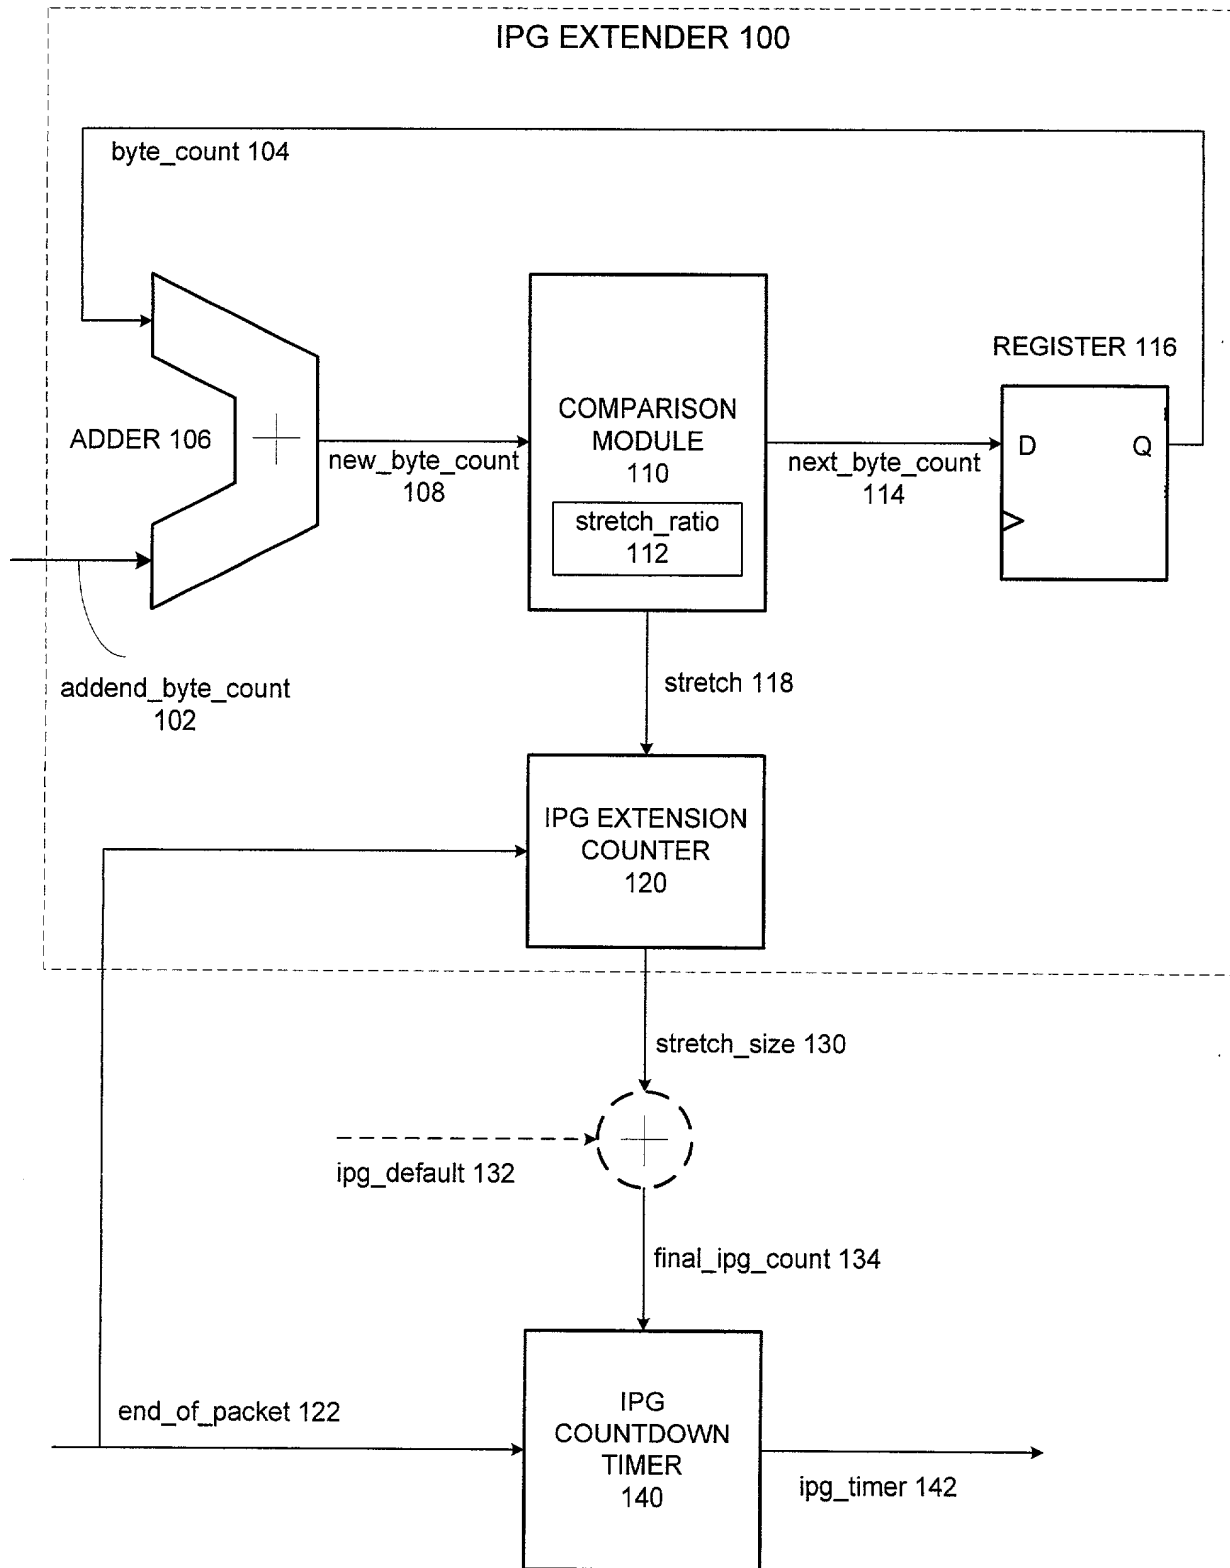 IPG EXTENDER 100
byte_count 104
REGISTER 116
ADDER 106
new_byte_count
108
COMPARISON
MODULE
110
stretch_ratio
112
next_byte_count
114
D
Q
addend_byte_count
102
stretch 118
IPG EXTENSION
COUNTER
120
stretch_size 130
ipg_default 132
final_ipg_count 134
end_of_packet 122
IPG
COUNTDOWN
TIMER
140
ipg_timer 142